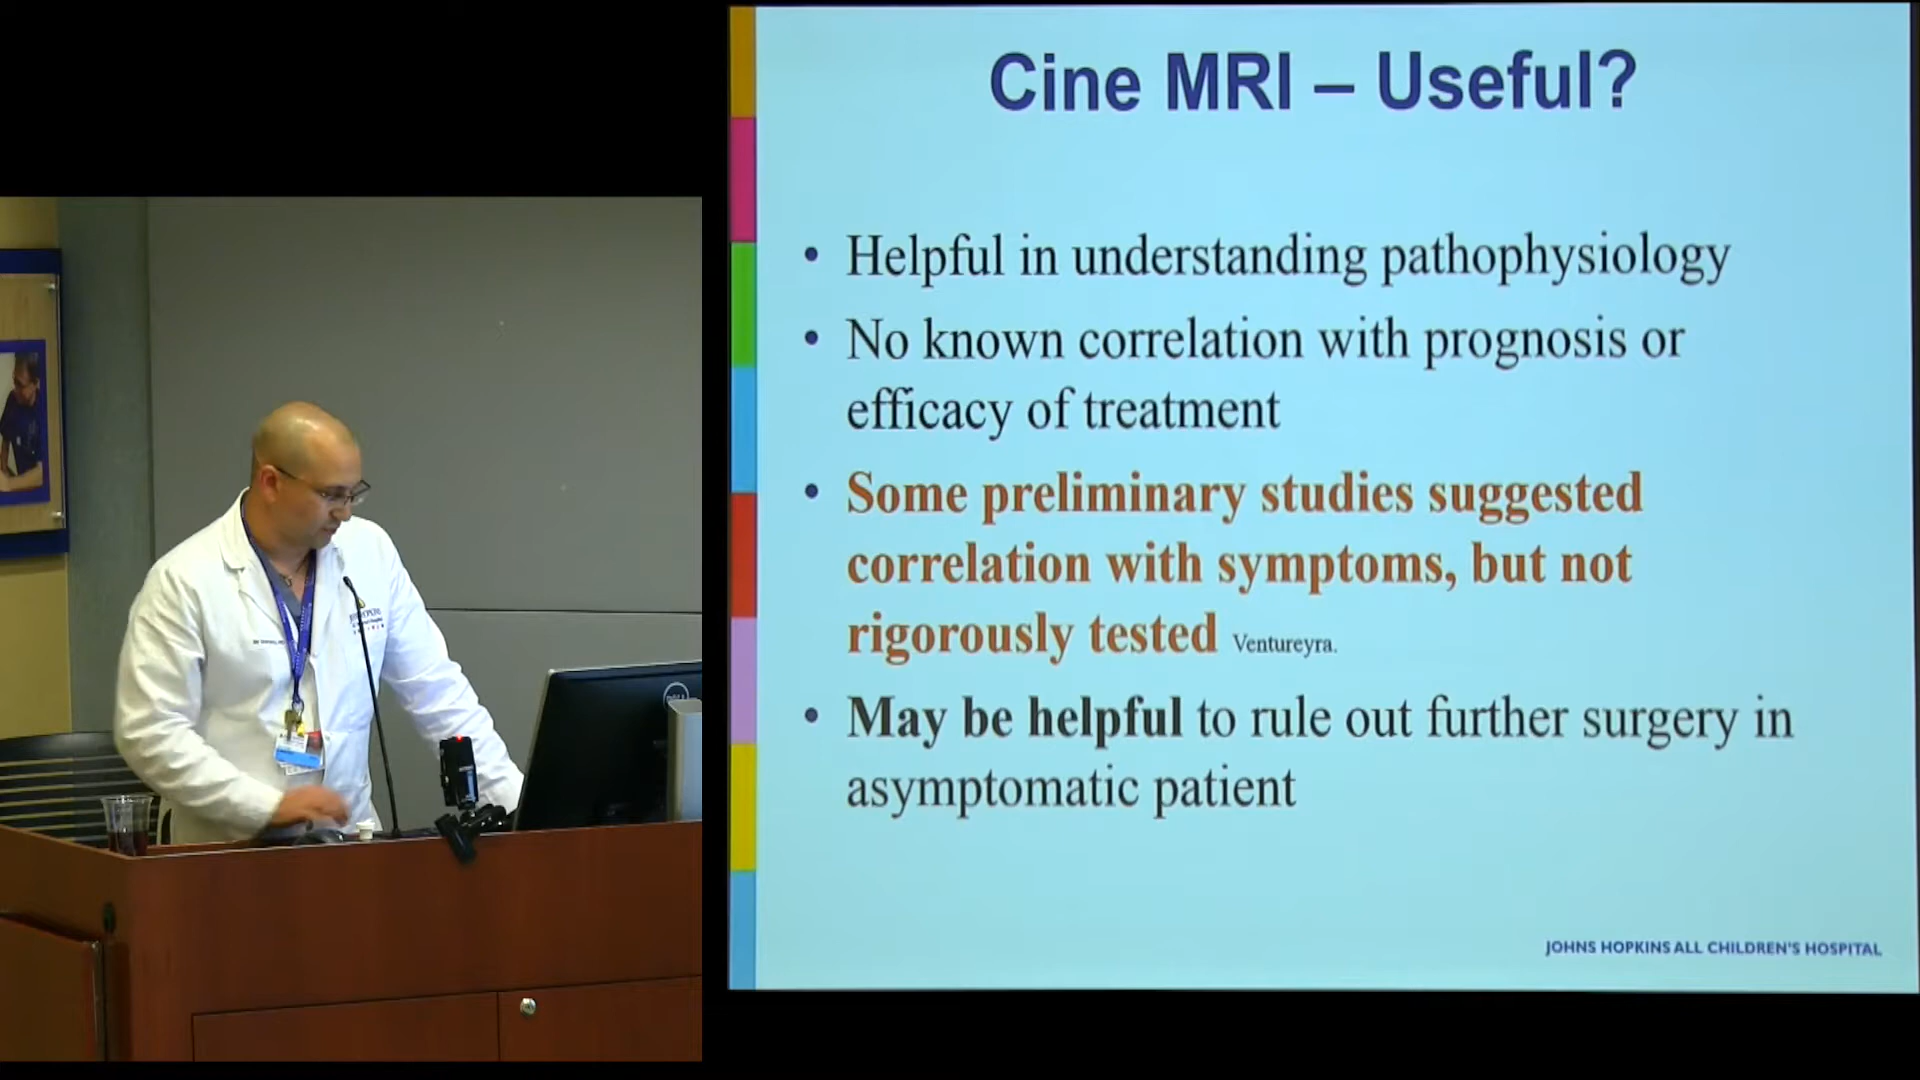 Cine MRI – Useful?
• Helpful in understanding pathophysiology
• No known correlation with prognosis or
efficacy of treatment
• Some preliminary studies suggested
correlation with symptoms, but not
rigorously tested Ventureyra.
• May be helpful to rule out further surgery in
asymptomatic patient
JOHNS HOPKINS ALL CHILDREN'S HOSPITAL
DELL